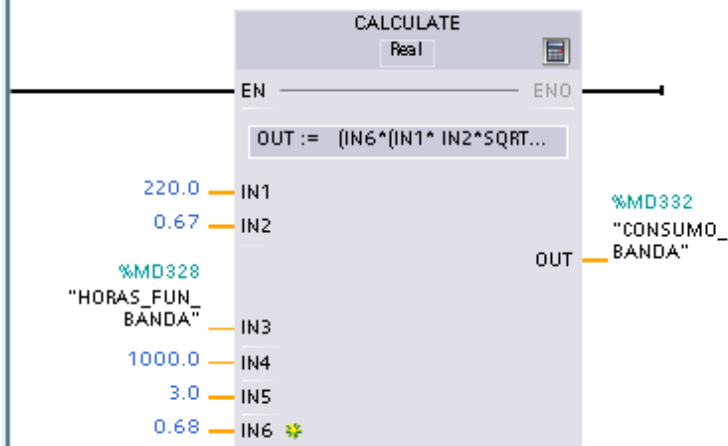 CALCULATE
Real
EN
ENO
OUT := (IN6*(IN1* IN2*SQRT...
220.0
IN1
0.67
IN2
%MD332
"CONSUMO_
BANDA"
OUT
%MD328
"HORAS_FUN_
BANDA"
IN3
1000.0
IN4
3.0
IN5
0.68
IN6